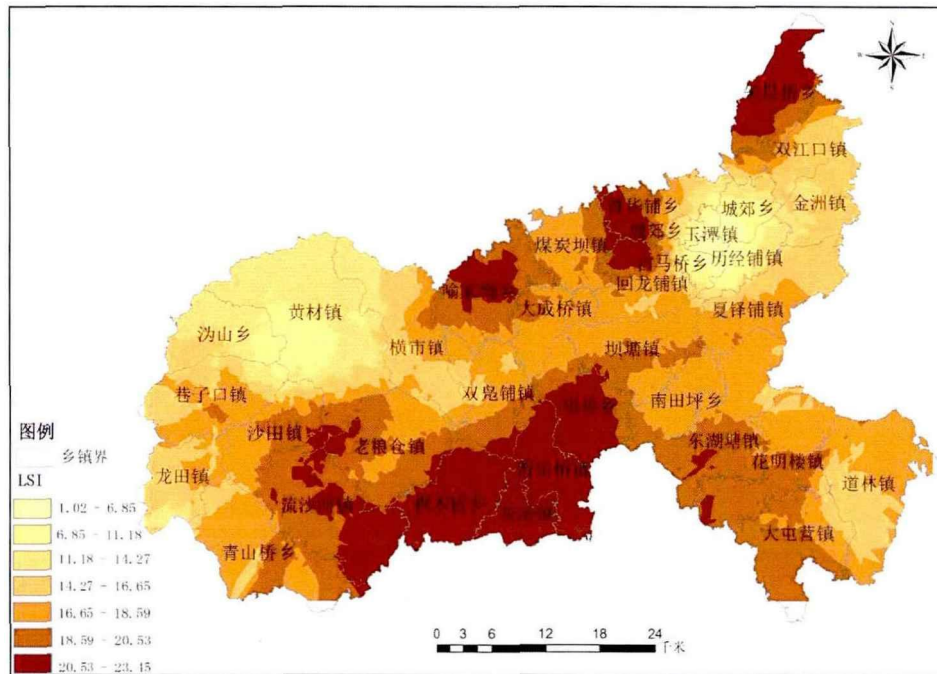 N
双江口镇
城郊乡
金洲镇
玉潭镇
煤炭坝镇
历经铺镇
回龙铺镇
大成桥镇
夏铎铺镇
黄材镇
沩山乡
横市镇
坝塘镇
巷子口镇
双凫铺镇
南田坪乡
图例
乡镇界
沙田镇
老粮仓镇
东湖塘镇
花明楼镇
LSI
龙田镇
道林镇
1.02 - 6.85
6.85 - 11.18
大屯营镇
11.18 - 14.27
青山桥乡
14.27 - 16.65
16.65 - 18.59
18.59 - 20.53
20.53 - 23.45
0 3 6 12 18 24
千米